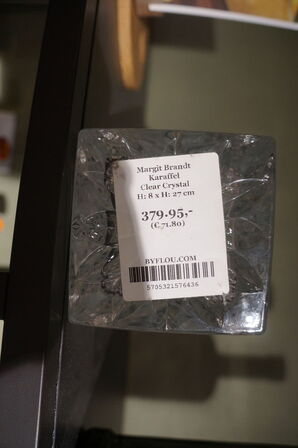 Margit Brandt
Karaffel
Clear Crystal
H: 8 x H: 27 cm
379.95,-
(€ 71.80)
BYFLOU.COM
5705321576436